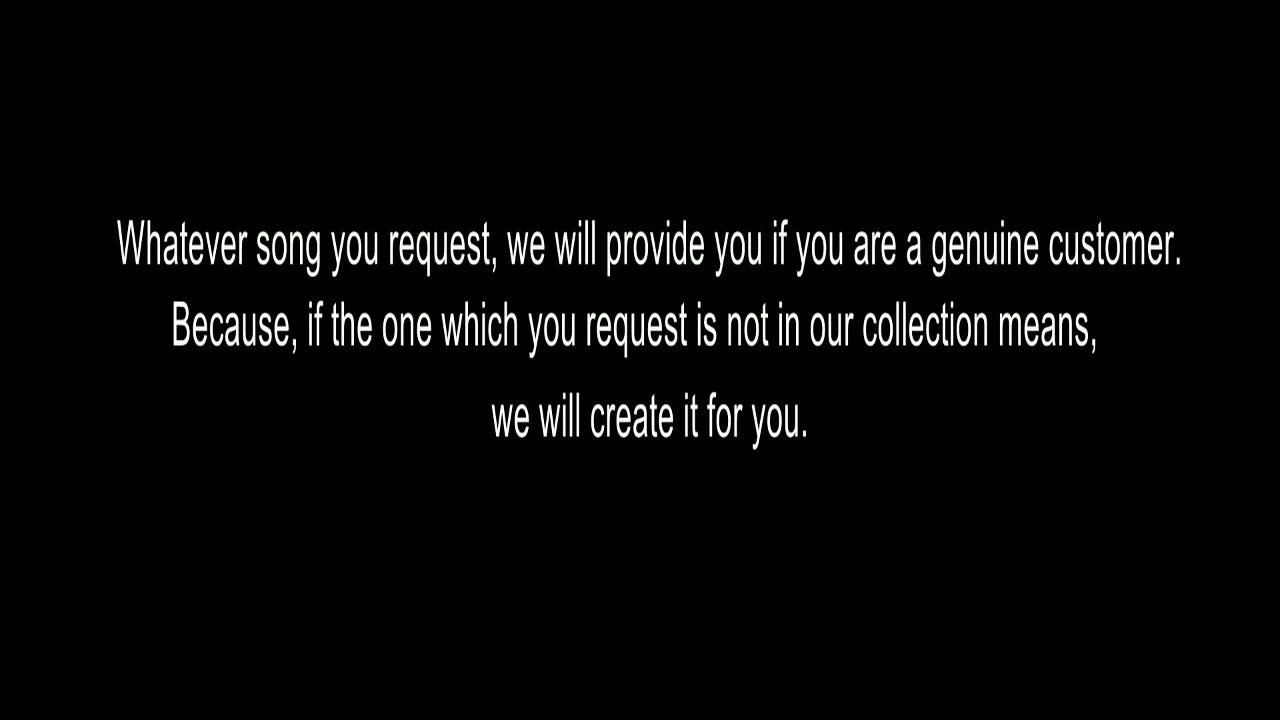 Whatever song you request, we will provide you if you are a genuine customer.
Because, if the one which you request is not in our collection means,
we will create it for you.